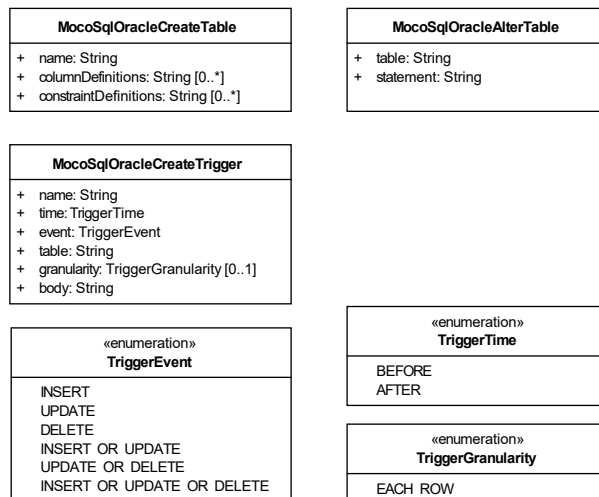 MocoSqlOracleCreateTable
+ name: String
+ columnDefinitions: String [0..*]
+ constraintDefinitions: String [0..*]
MocoSqlOracleAlterTable
+ table: String
+ statement: String
MocoSqlOracleCreateTrigger
+ name: String
+ time: TriggerTime
+ event: TriggerEvent
+ table: String
+ granularity: TriggerGranularity [0..1]
+ body: String
«enumeration»
TriggerEvent
INSERT
UPDATE
DELETE
INSERT OR UPDATE
UPDATE OR DELETE
INSERT OR UPDATE OR DELETE
«enumeration»
TriggerTime
BEFORE
AFTER
«enumeration»
TriggerGranularity
EACH ROW